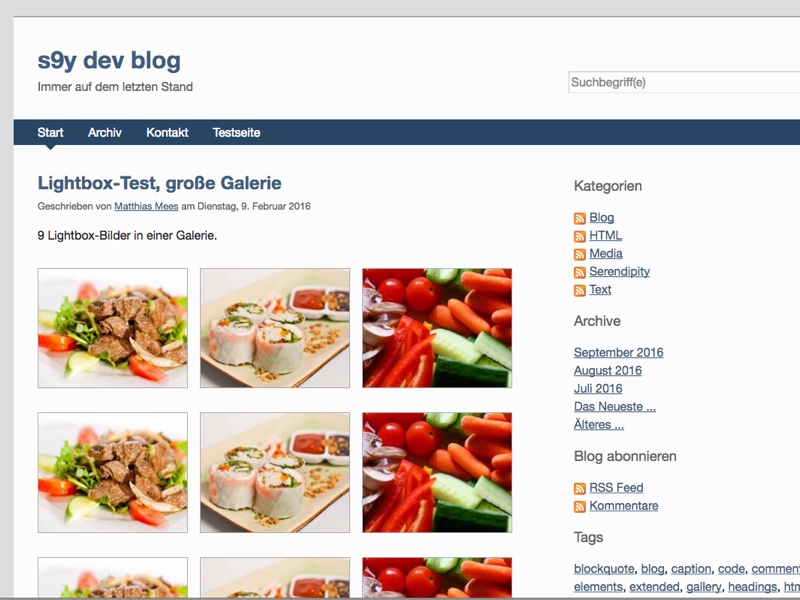 s9y dev blog
Immer auf dem letzten Stand
Suchbegriff(e)
Start Archiv Kontakt Testseite
Lightbox-Test, große Galerie
Geschrieben von Matthias Mees am Dienstag, 9. Februar 2016
9 Lightbox-Bilder in einer Galerie.
Kategorien
Blog
HTML
Media
Serendipity
Text
Archive
September 2016
August 2016
Juli 2016
Das Neueste ...
Älteres ...
Blog abonnieren
RSS Feed
Kommentare
Tags
blockquote, blog, caption, code,
elements, extended, gallery, headings,